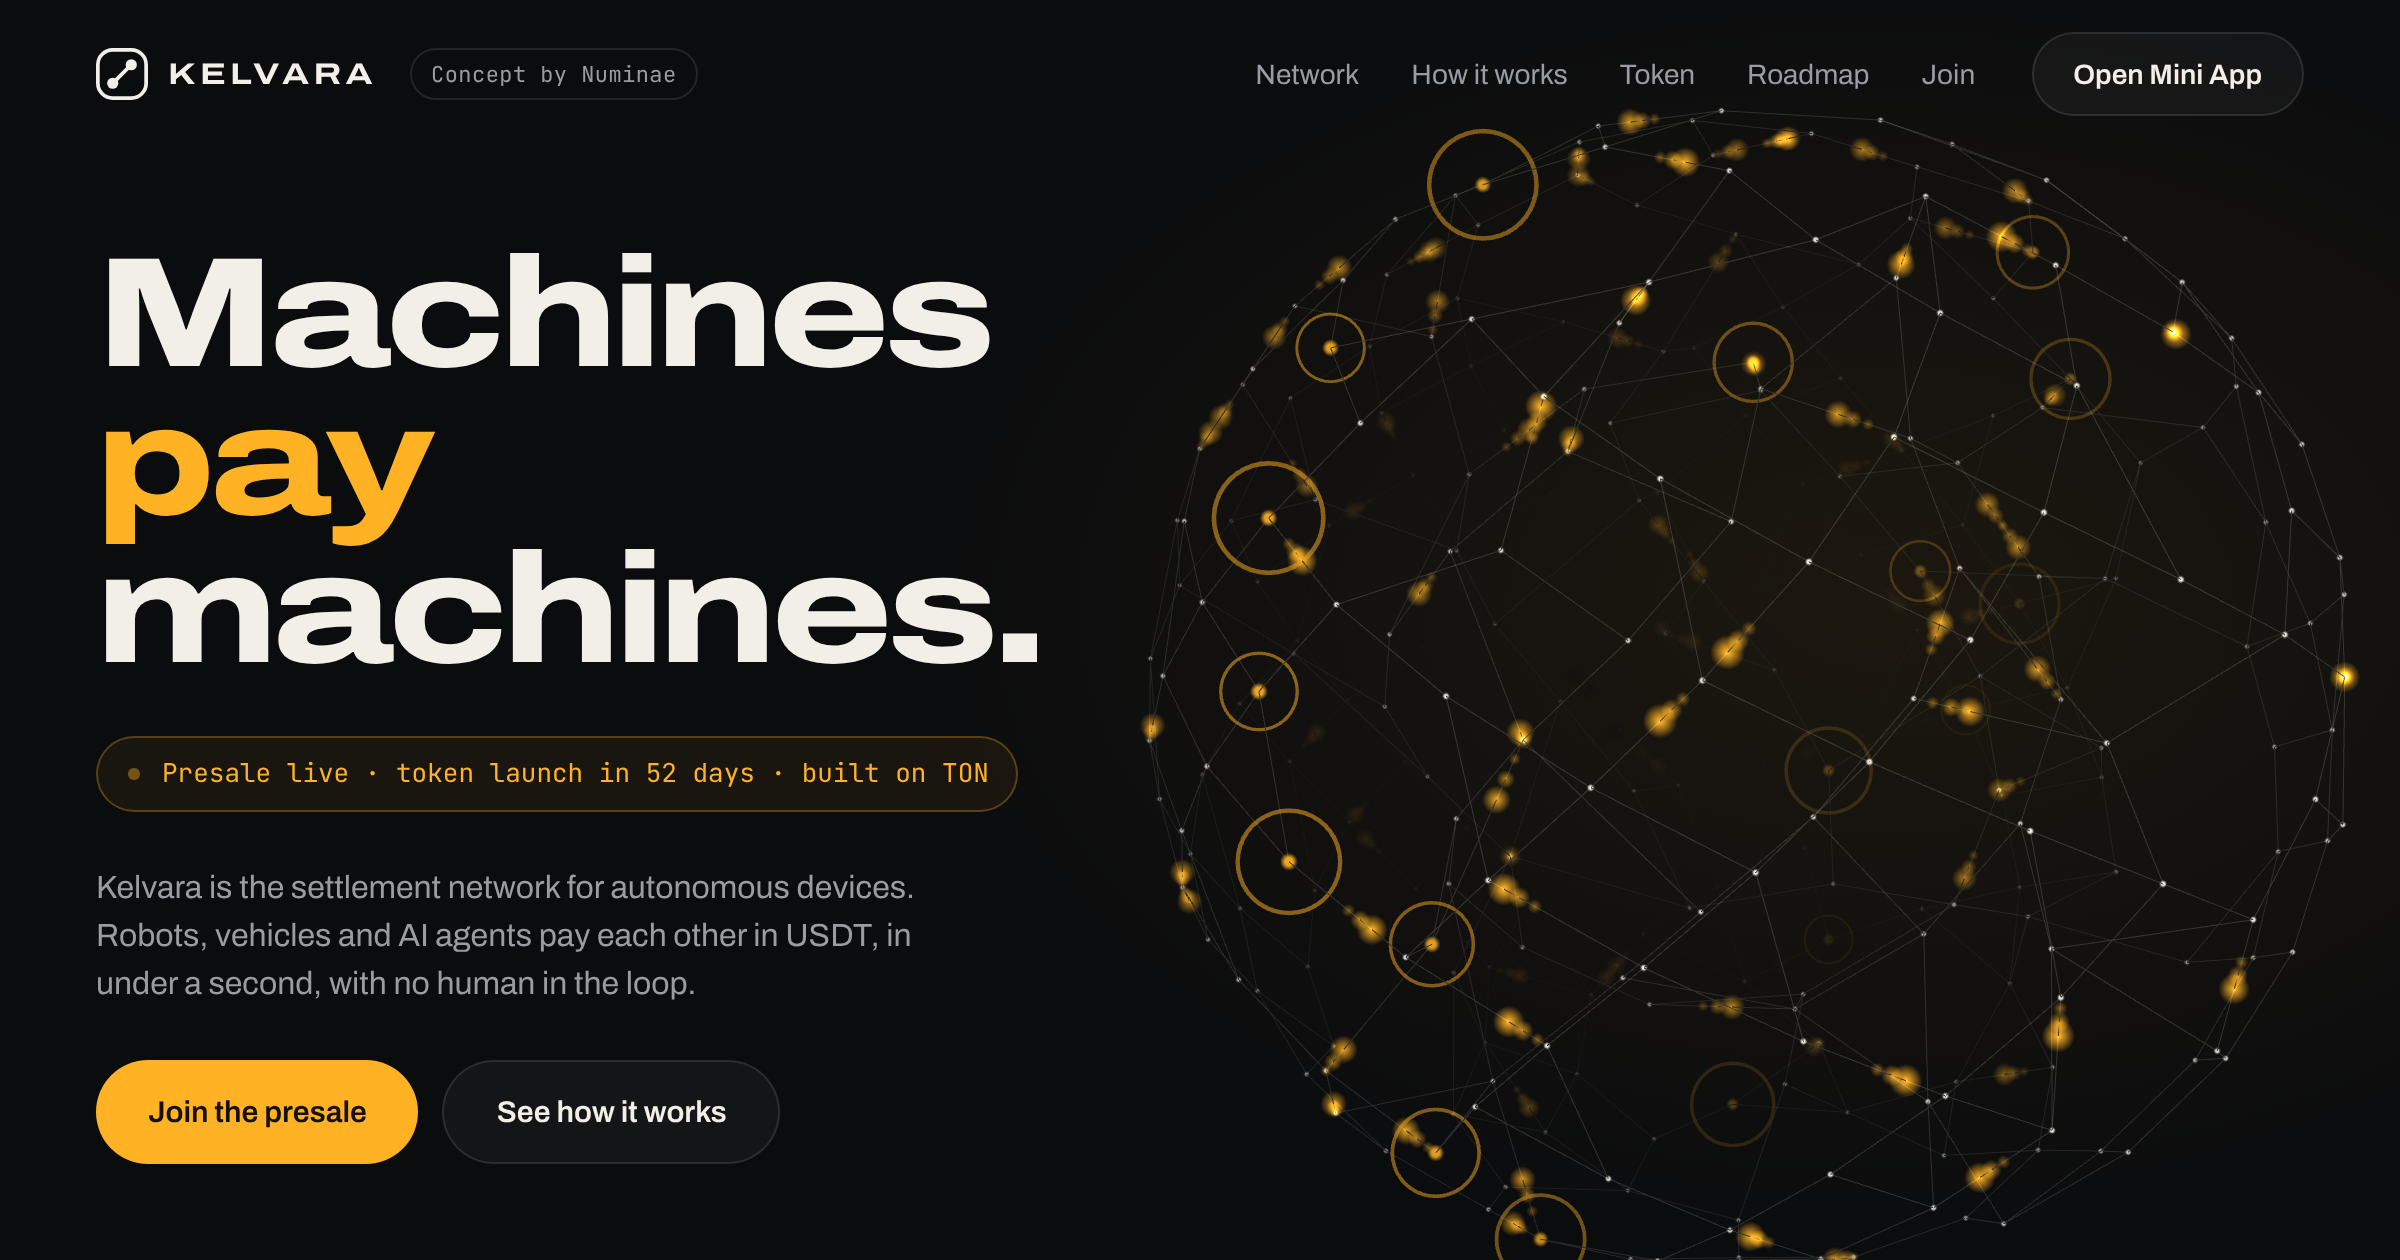 KELVARA
Concept by Numinae
Network
How it works
Token
Roadmap
Join
Open Mini App
Machines
pay
machines.
Presale live · token launch in 52 days · built on TON
Kelvara is the settlement network for autonomous devices.
Robots, vehicles and AI agents pay each other in USDT, in
under a second, with no human in the loop.
Join the presale
See how it works